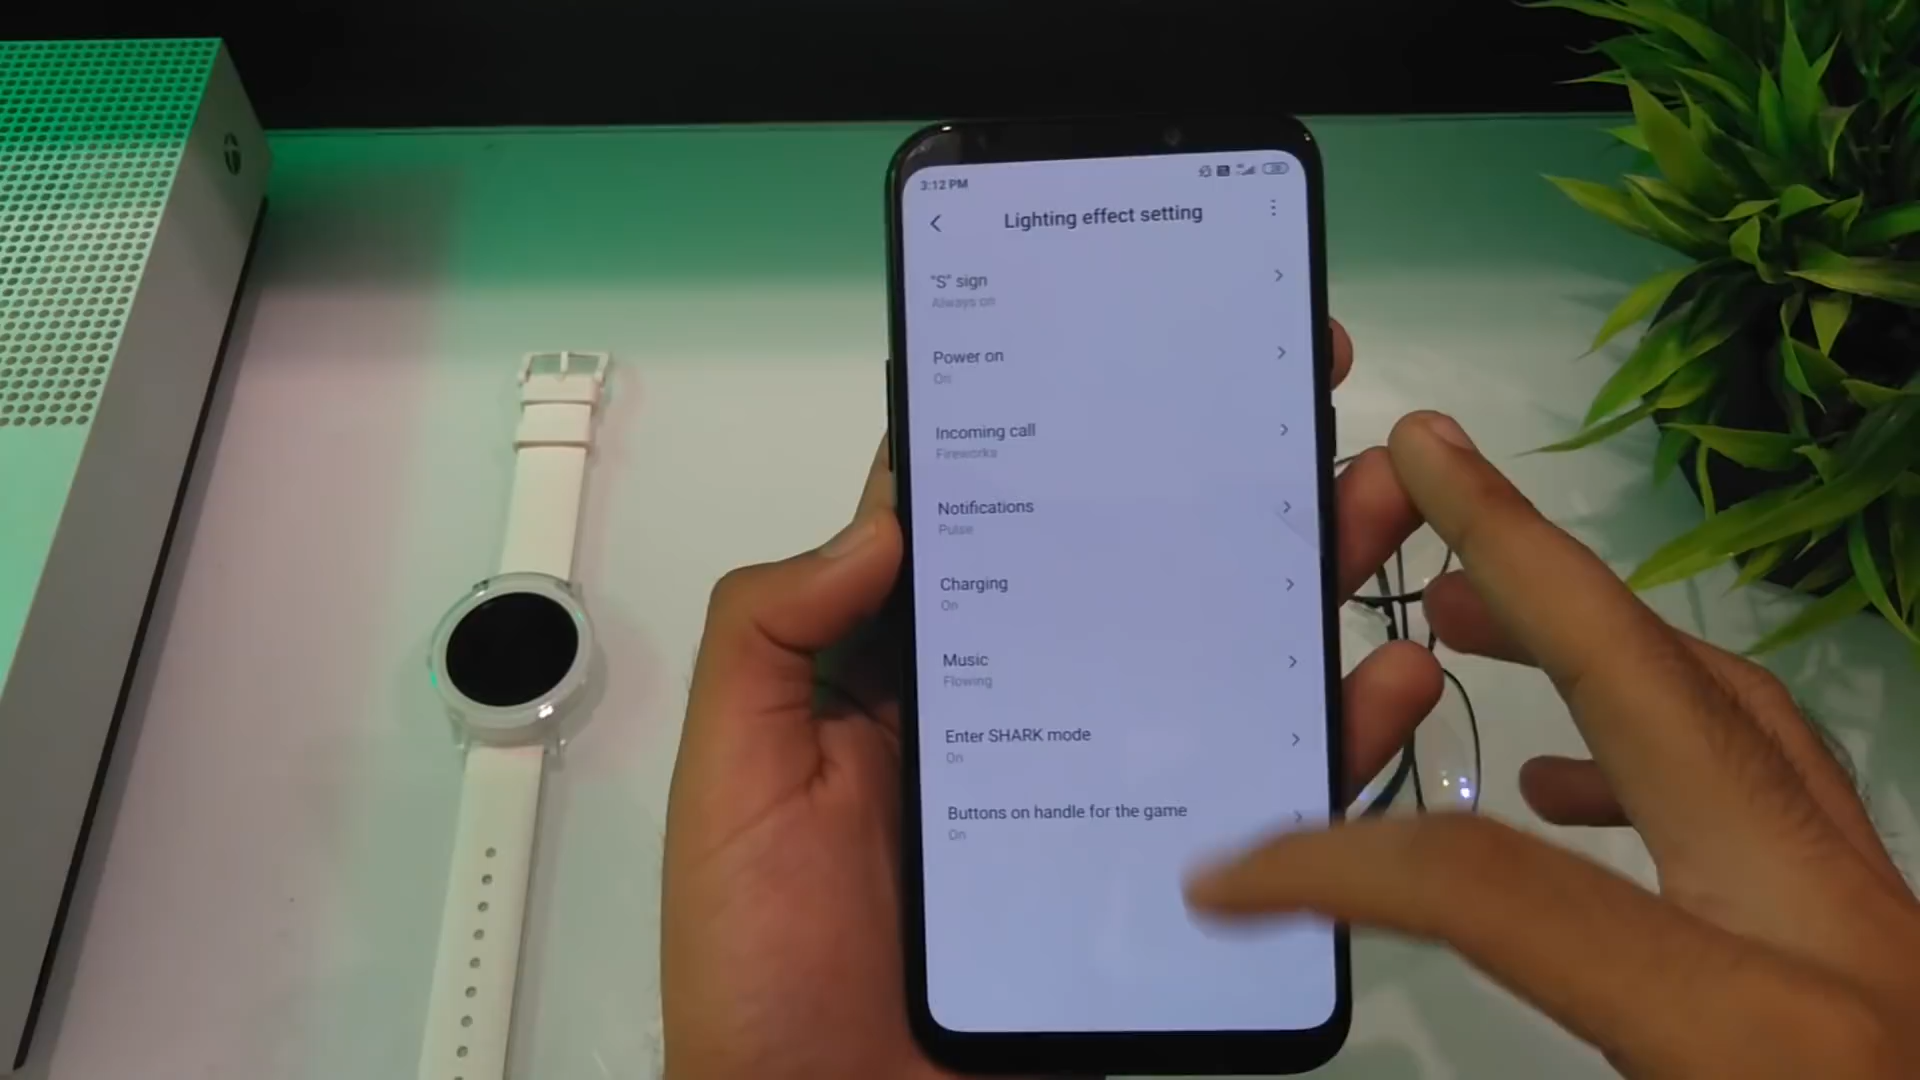 3:12 PM
Lighting effect setting
"S" sign
Always on
Power on
On
Incoming call
Fireworks
Notifications
Pulse
Charging
On
Music
Flowing
Enter SHARK mode
On
Buttons on handle for the game
On